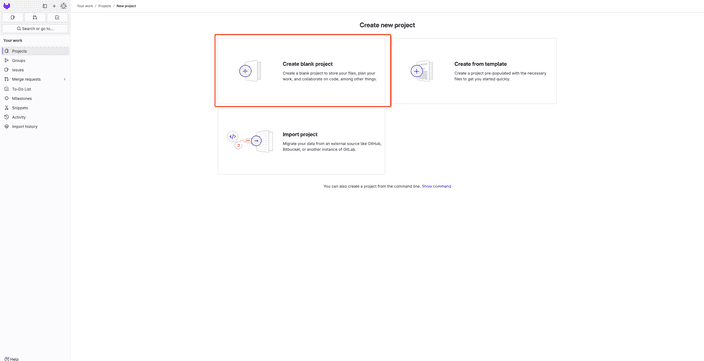 Your work / Projects / New project
Search or go to...
Your work
Projects
Groups
Issues
Merge requests
To-Do List
Milestones
Snippets
Activity
Import history
Help
Create new project
Create blank project
Create a blank project to store your files, plan your
work, and collaborate on code, among other things.
Create from template
Create a project pre-populated with the necessary
files to get you started quickly.
Import project
Migrate your data from an external source like GitHub,
Bitbucket, or another instance of GitLab.
You can also create a project from the command line. Show command